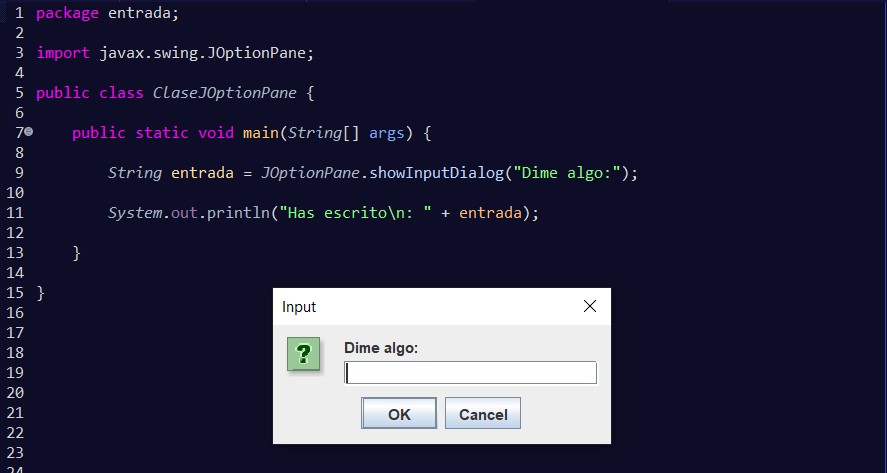 1 package entrada;
2
3 import javax.swing.JOptionPane;
4
5 public class ClaseJOptionPane {
6
7 public static void main(String[] args) {
8
9 String entrada = JOptionPane.showInputDialog("Dime algo:");
10
11 System.out.println("Has escrito\n: " + entrada);
12
13 }
14
15 }
16
17
18
19
20
21
22
23
24
Input
?
Dime algo:
OK Cancel